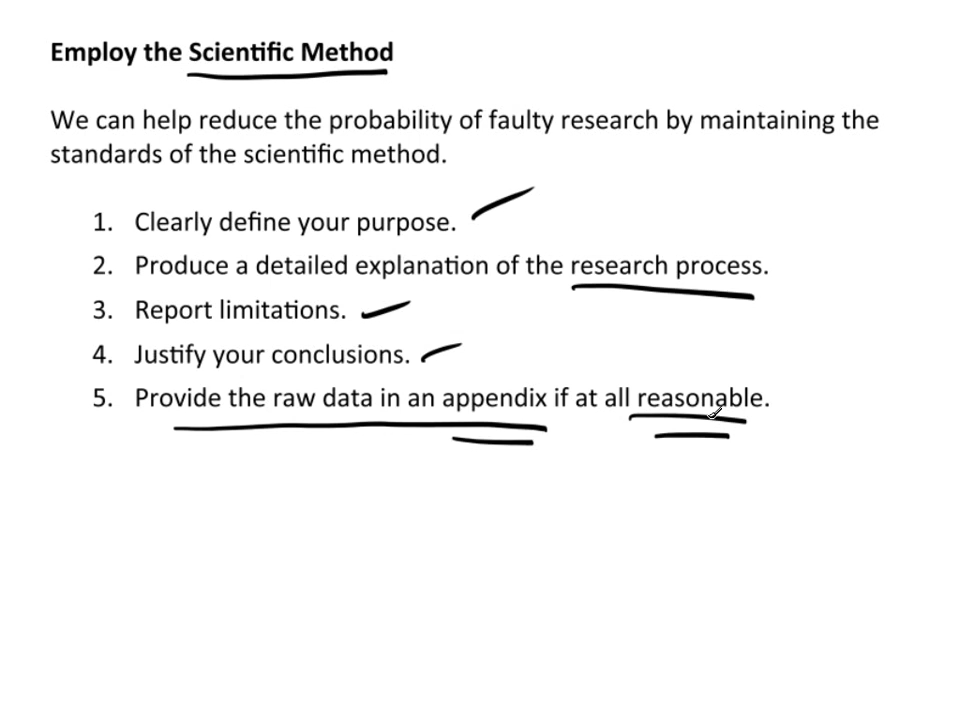 Employ the Scientific Method
We can help reduce the probability of faulty research by maintaining the
standards of the scientific method.
1. Clearly define your purpose.
2. Produce a detailed explanation of the research process.
3. Report limitations.
4. Justify your conclusions.
5. Provide the raw data in an appendix if at all reasonable.